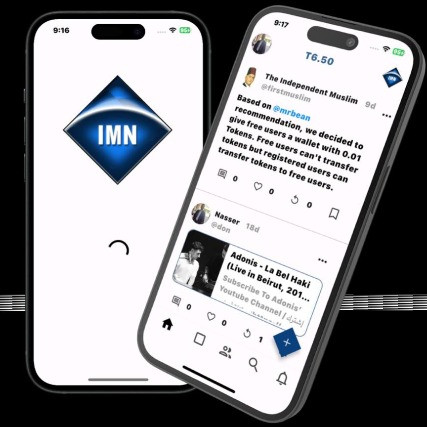 9:16
IMN
9:17
T6.50
The Independent Muslim 9d
@firstmuslim
Based on @mrbean
recommendation, we decided to
give free users a wallet with 0.01
Tokens. Free users can't transfer
tokens but registered users can
transfer tokens to free users.
0 0 0
Nasser 18d
@don
Adonis - La Bel Haki
(Live in Beirut, 201...
Subscribe To Adonis'
Youtube Channel /
0 0 1